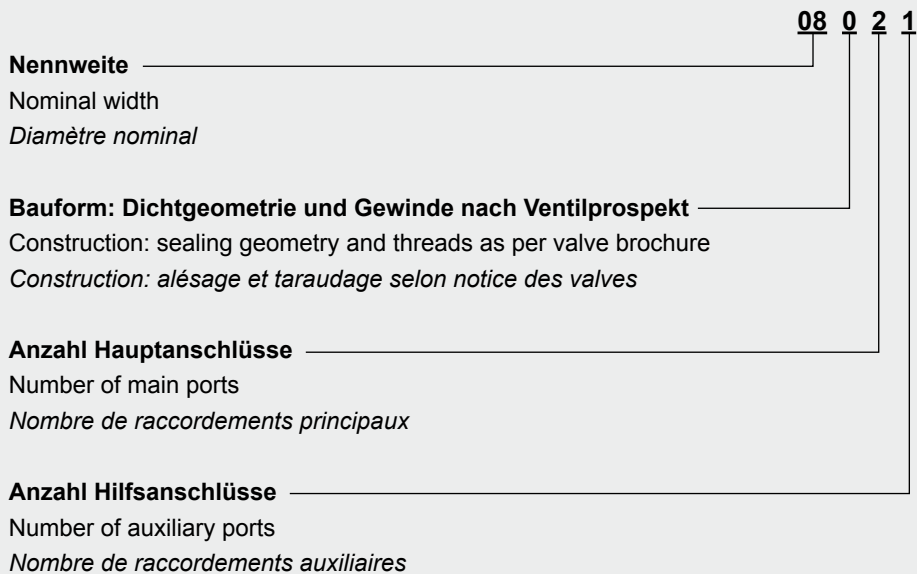 08 0 2 1
Nennweite
Nominal width
Diamètre nominal
Bauform: Dichtgeometrie und Gewinde nach Ventilprospekt
Construction: sealing geometry and threads as per valve brochure
Construction: alésage et taraudage selon notice des valves
Anzahl Hauptanschlüsse
Number of main ports
Nombre de raccordements principaux
Anzahl Hilfsanschlüsse
Number of auxiliary ports
Nombre de raccordements auxiliaires